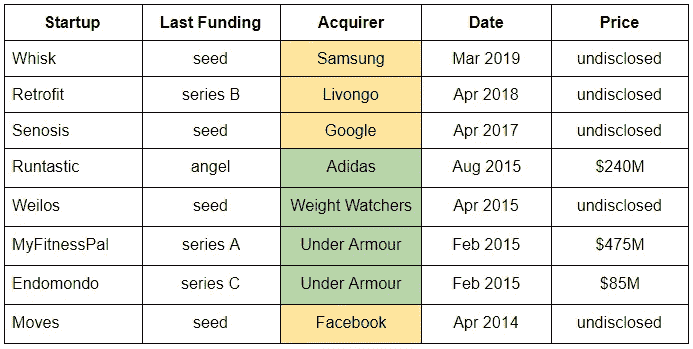 Startup Last Funding Acquirer Date Price
Whisk seed Samsung Mar 2019 undisclosed
Retrofit series B Livongo Apr 2018 undisclosed
Senosis seed Google Apr 2017 undisclosed
Runtastic angel Adidas Aug 2015 $240M
Weilos seed Weight Watchers Apr 2015 undisclosed
MyFitnessPal series A Under Armour Feb 2015 $475M
Endomondo series C Under Armour Feb 2015 $85M
Moves seed Facebook Apr 2014 undisclosed